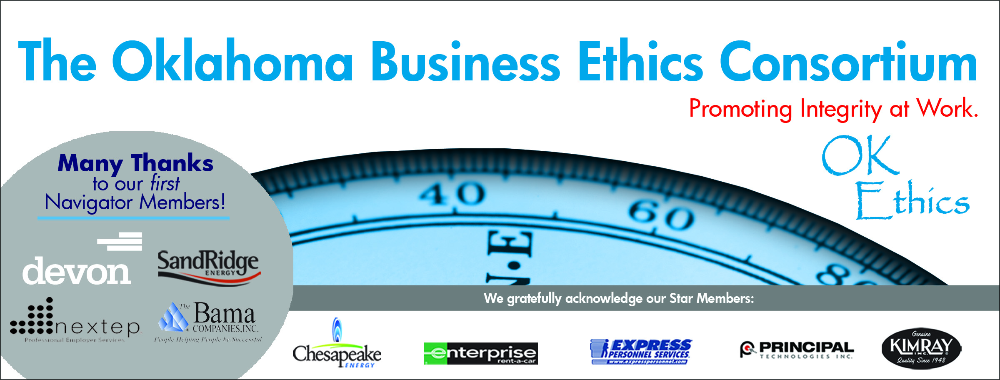 The Oklahoma Business Ethics Consortium
Promoting Integrity at Work.
OK
Ethics
Many Thanks
to our first
Navigator Members!
devon
SandRidge
ENERGY
nextep
Professional Employer Services
The
Bama
COMPANIES, INC.
People Helping People be Successful
40
60
80
N·E
We gratefully acknowledge our Star Members:
Chesapeake
ENERGY
enterprise
rent-a-car
EXPRESS
PERSONNEL SERVICES
www.expresspersonnel.com
PRINCIPAL
TECHNOLOGIES INC.
Genuine
KIMRAY
INC.
Quality Since 1948